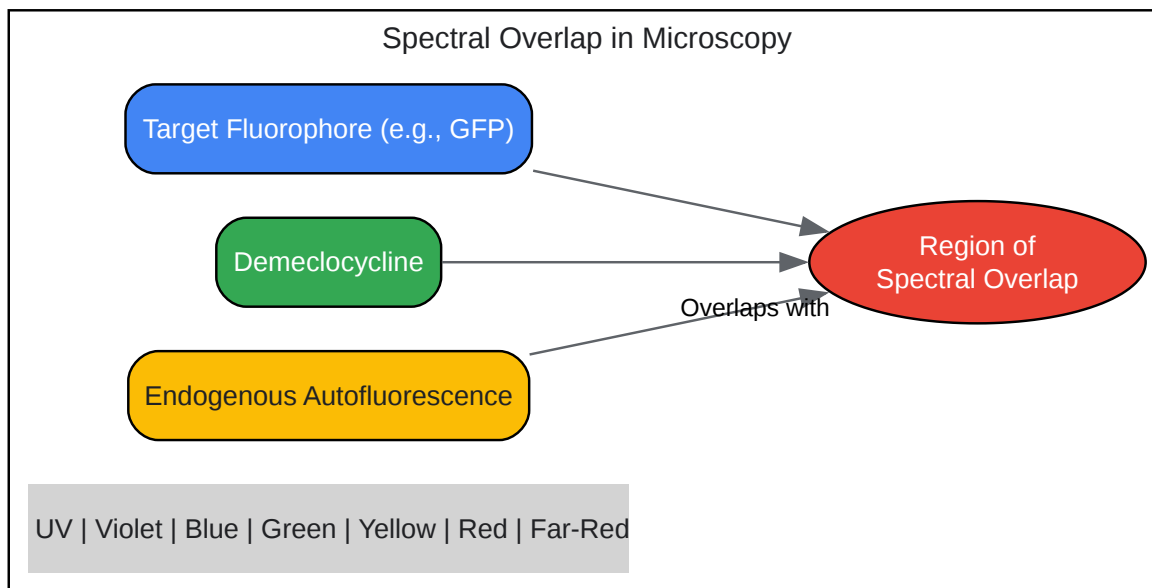 Spectral Overlap in Microscopy
Target Fluorophore (e.g., GFP)
Demeclocycline
Region of
Spectral Overlap
Overlaps with
Endogenous Autofluorescence
UV | Violet | Blue | Green | Yellow | Red | Far-Red